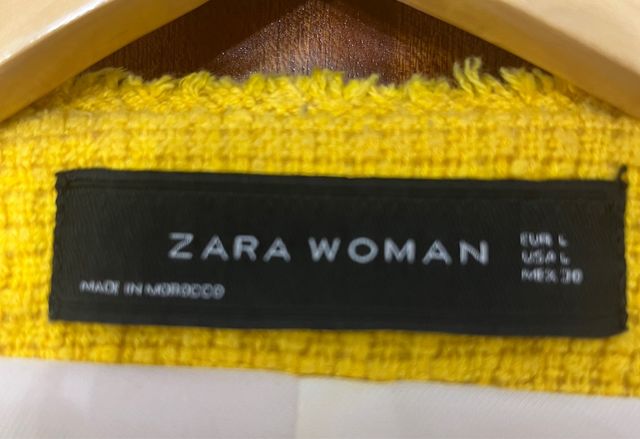 ZARA WOMAN
EUR L
USA L
MEX 30
MADE IN MOROCCO